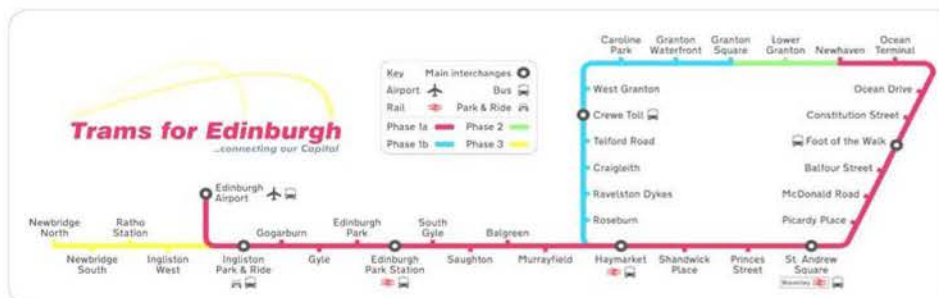 Trams for Edinburgh
...connecting our Capital
Key Main interchanges
Airport Bus
Rail Park & Ride
Phase 1a Phase 2
Phase 1b Phase 3
Caroline
Park
Granton
Waterfront
Granton
Square
Lower
Granton
Newhaven
Ocean
Terminal
West Granton
Crewe Toll
Telford Road
Craigleith
Ravelston Dykes
Roseburn
Ocean Drive
Constitution Street
Foot of the Walk
Balfour Street
McDonald Road
Picardy Place
Edinburgh
Airport
Newbridge
North
Ratho
Station
Gogarburn
Edinburgh
Park
South
Gyle
Balgreen
Newbridge
South
Ingliston
West
Ingliston
Park & Ride
Gyle
Edinburgh
Park Station
Saughton
Murrayfield
Haymarket
Shandwick
Place
Princes
Street
St. Andrew
Square
Waverley